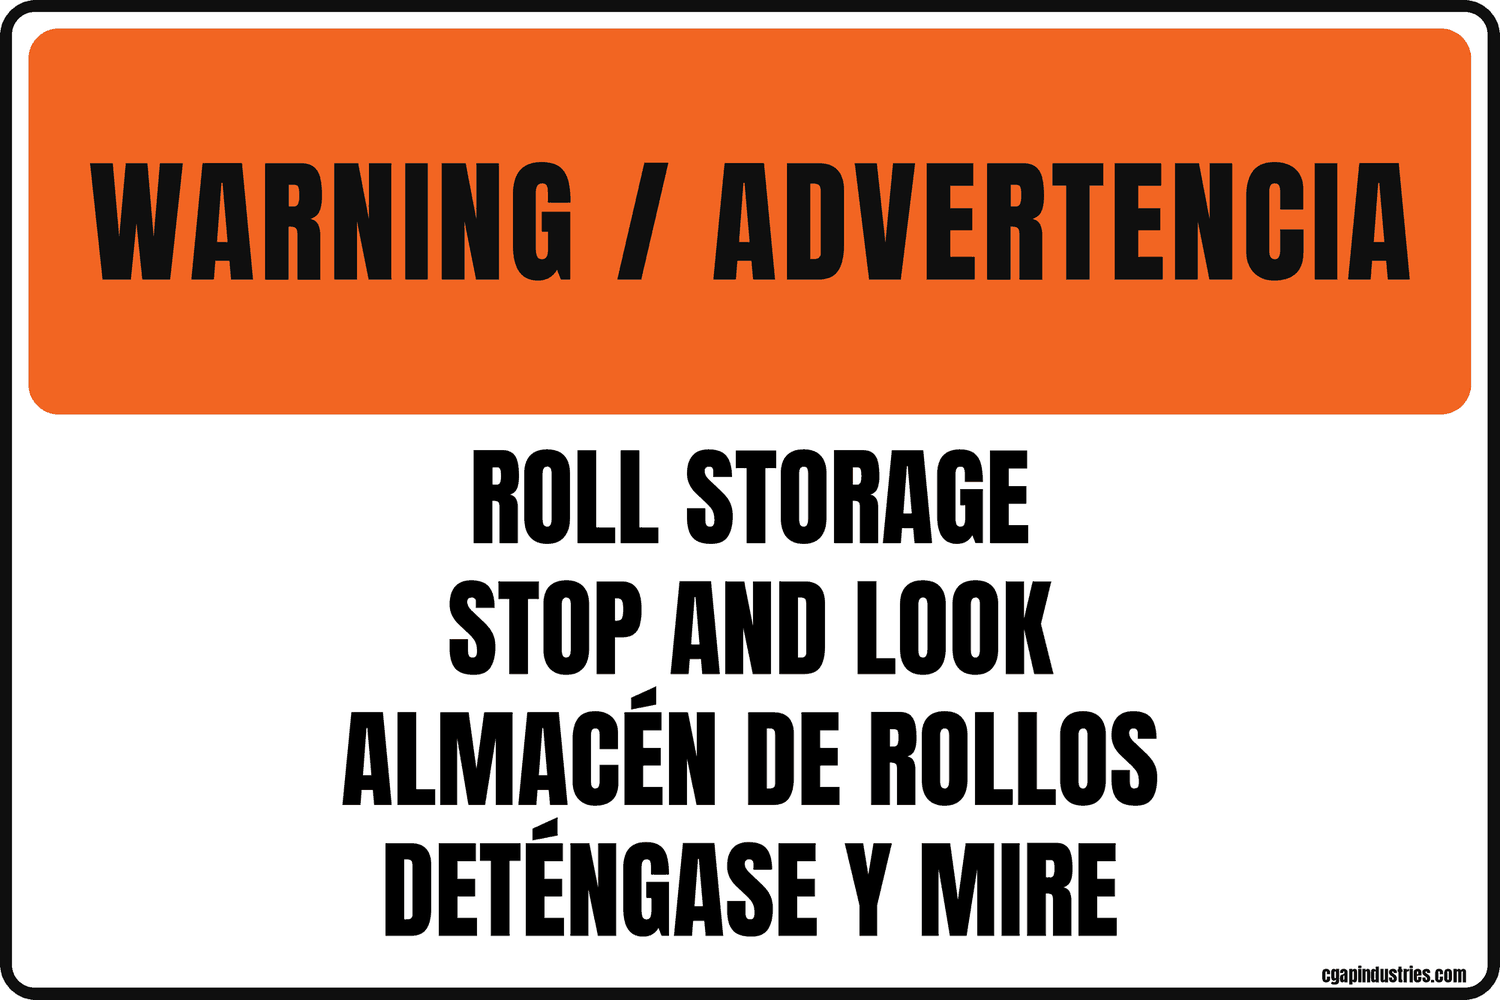 WARNING / ADVERTENCIA
ROLL STORAGE
STOP AND LOOK
ALMACÉN DE ROLLOS
DETÉNGASE Y MIRE
cgapindustries.com